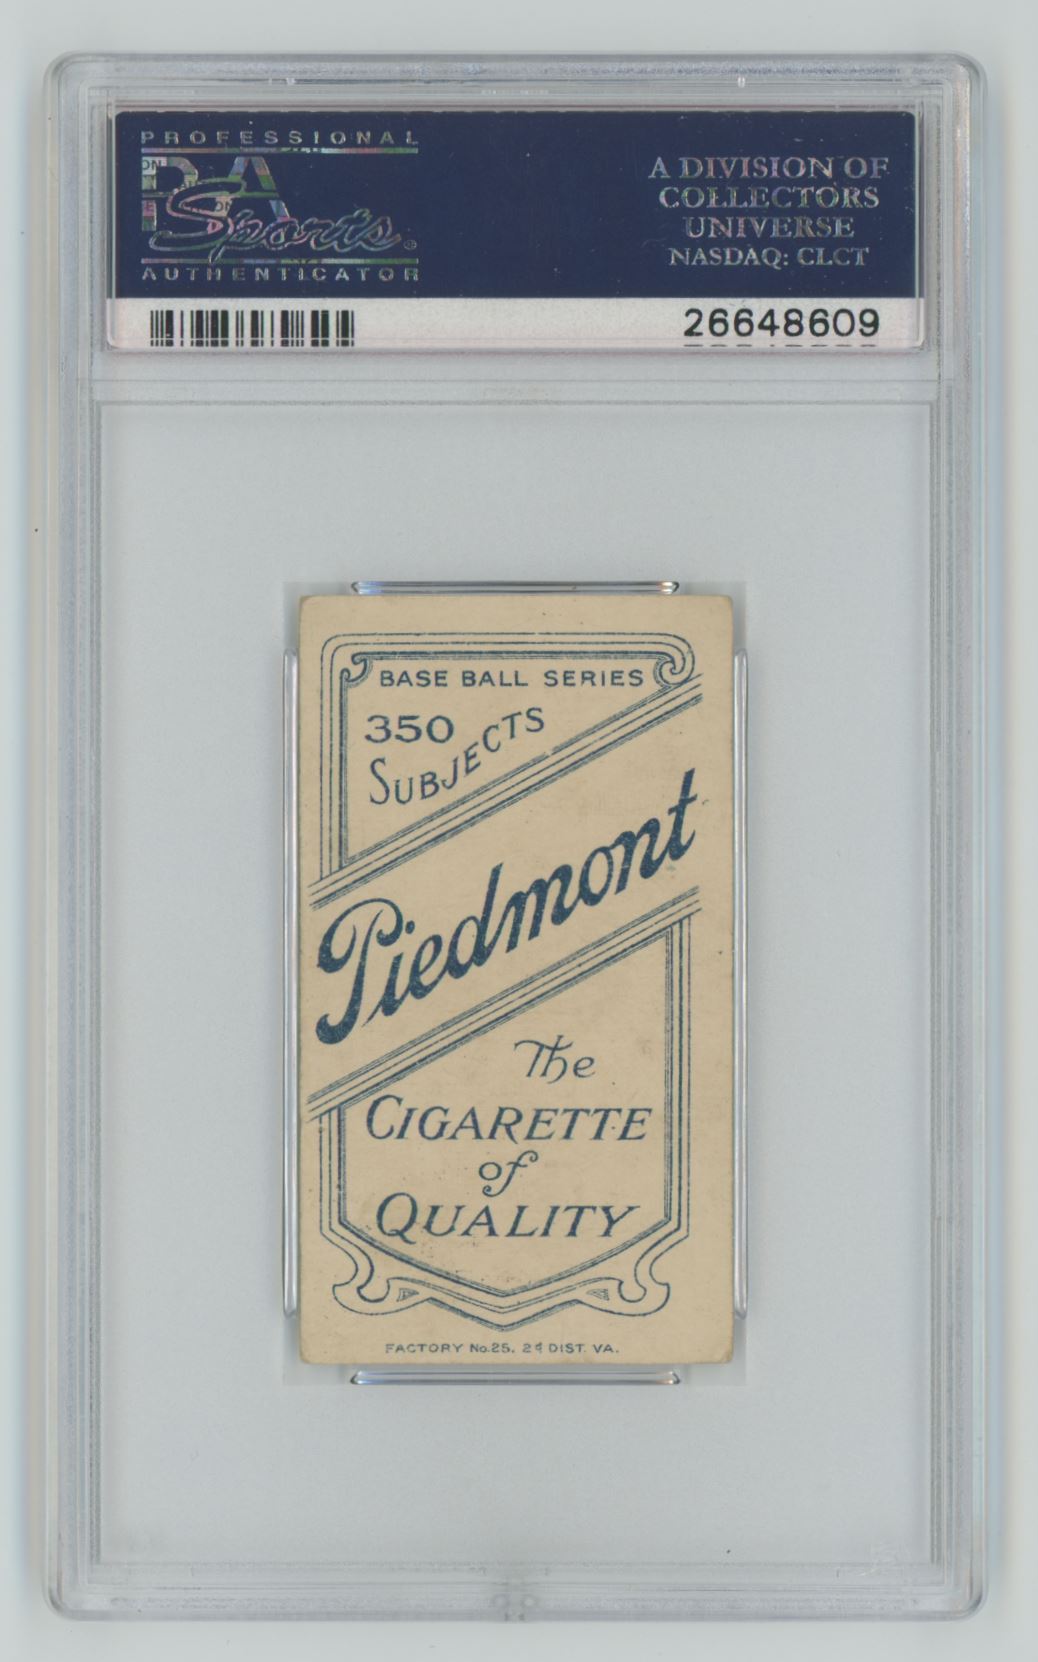 PROFESSIONAL
PSA
Sports®
AUTHENTICATOR
A DIVISION OF
COLLECTORS
UNIVERSE
NASDAQ: CLCT
26648609
BASE BALL SERIES
350
SUBJECTS
Piedmont
The
CIGARETTE
of
QUALITY
FACTORY No. 25. 2d DIST. VA.